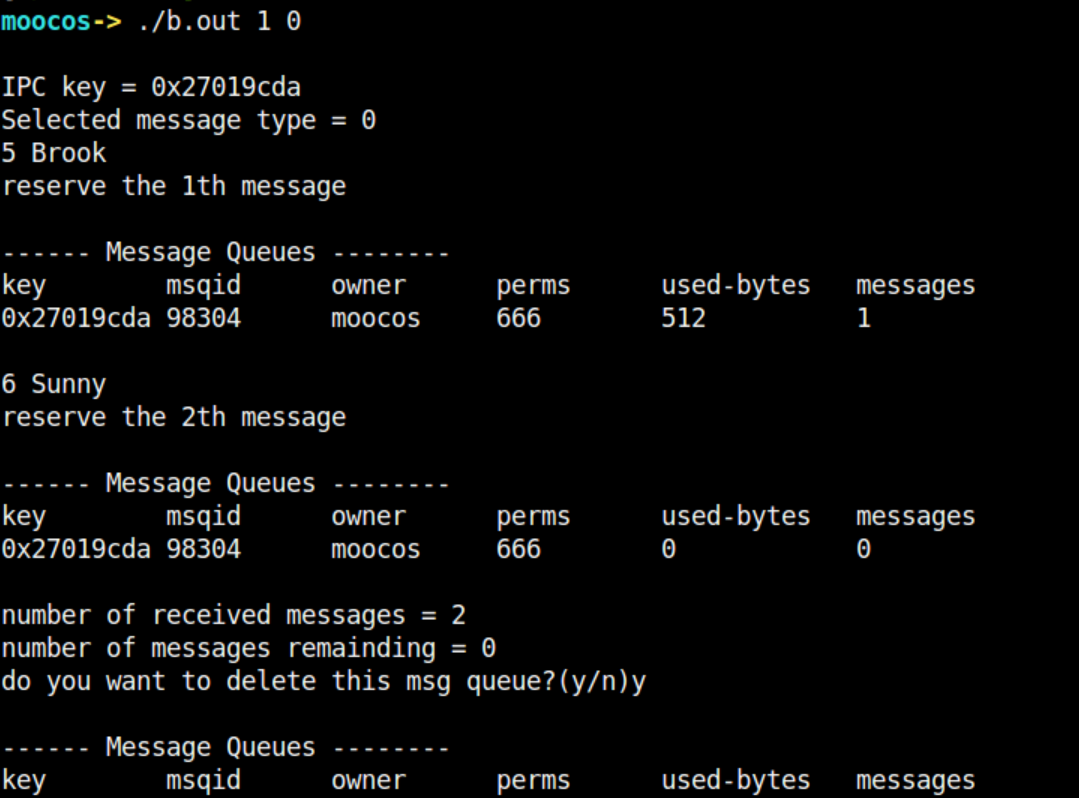 moocos-> ./b.out 1 0
IPC key = 0x27019cda
Selected message type = 0
5 Brook
reserve the 1th message
------ Message Queues --------
key        msqid      owner      perms      used-bytes   messages
0x27019cda 98304      moocos     666        512          1
6 Sunny
reserve the 2th message
------ Message Queues --------
key        msqid      owner      perms      used-bytes   messages
0x27019cda 98304      moocos     666        0            0
number of received messages = 2
number of messages remainding = 0
do you want to delete this msg queue?(y/n)y
------ Message Queues --------
key        msqid      owner      perms      used-bytes   messages